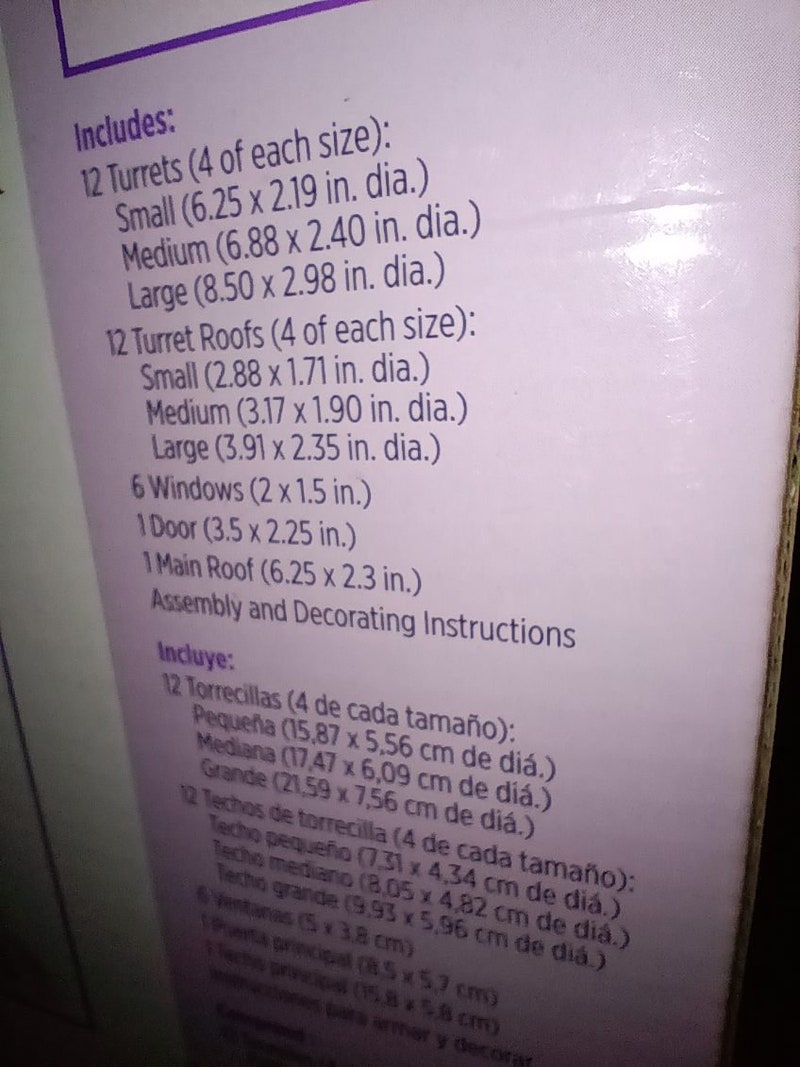 Includes:
12 Turrets (4 of each size):
Small (6.25 x 2.19 in. dia.)
Medium (6.88 x 2.40 in. dia.)
Large (8.50 x 2.98 in. dia.)
12 Turret Roofs (4 of each size):
Small (2.88 x 1.71 in. dia.)
Medium (3.17 x 1.90 in. dia.)
Large (3.91 x 2.35 in. dia.)
6 Windows (2 x 1.5 in.)
1 Door (3.5 x 2.25 in.)
1 Main Roof (6.25 x 2.3 in.)
Assembly and Decorating Instructions
Incluye:
12 Torrecillas (4 de cada tamaño):
Pequeña (15,87 x 5,56 cm de diá.)
Mediana (17,47 x 6,09 cm de diá.)
Grande (21,59 x 7,56 cm de diá.)
12 Techos de torrecilla (4 de cada tamaño):
Techo pequeño (7,31 x 4,34 cm de diá.)
Techo mediano (8,05 x 4,82 cm de diá.)
Techo grande (9,93 x 5,96 cm de diá.)
6 Ventanas (5 x 3,8 cm)
1 Puerta principal (8,5 x 5,7 cm)
1 Techo principal (15,8 x 5,8 cm)
Instrucciones para armar y decorar